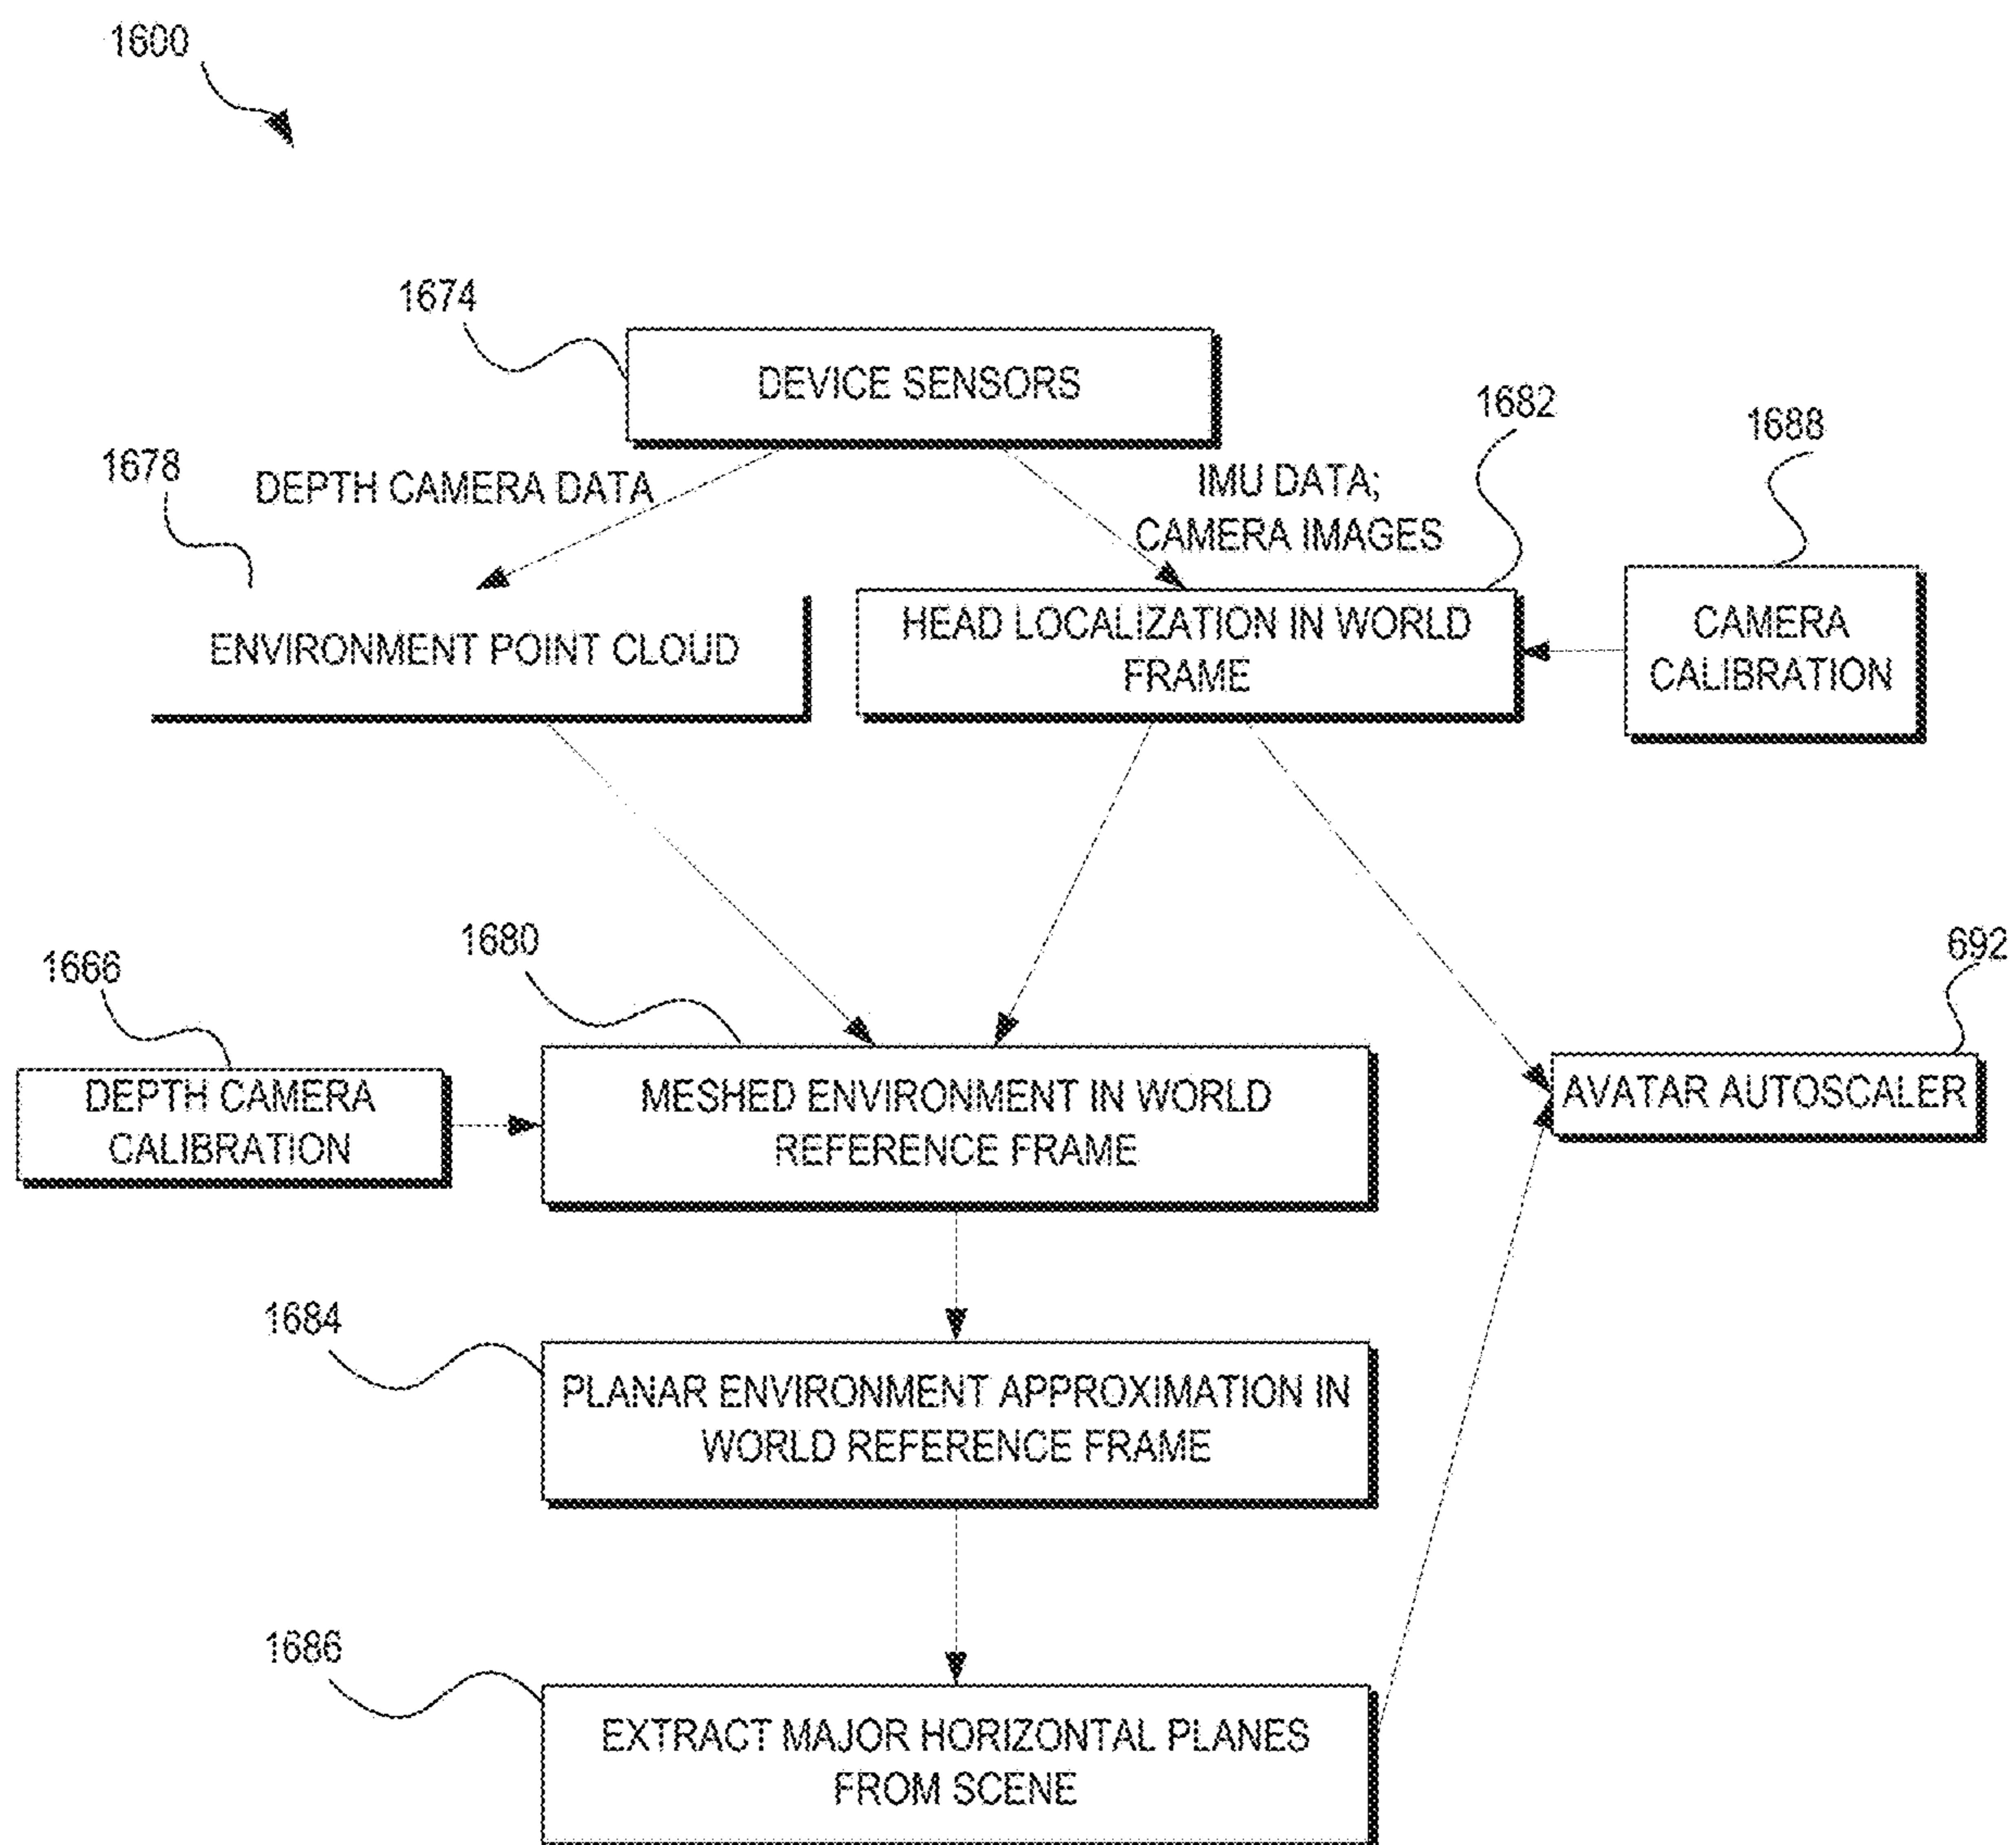 1600
1674
DEVICE SENSORS
1682
1688
1678
DEPTH CAMERA DATA
IMU DATA;
CAMERA IMAGES
ENVIRONMENT POINT CLOUD
HEAD LOCALIZATION IN WORLD
FRAME
CAMERA
CALIBRATION
1666
1680
692
DEPTH CAMERA
CALIBRATION
MESHED ENVIRONMENT IN WORLD
REFERENCE FRAME
AVATAR AUTOSCALER
1684
PLANAR ENVIRONMENT APPROXIMATION IN
WORLD REFERENCE FRAME
1686
EXTRACT MAJOR HORIZONTAL PLANES
FROM SCENE